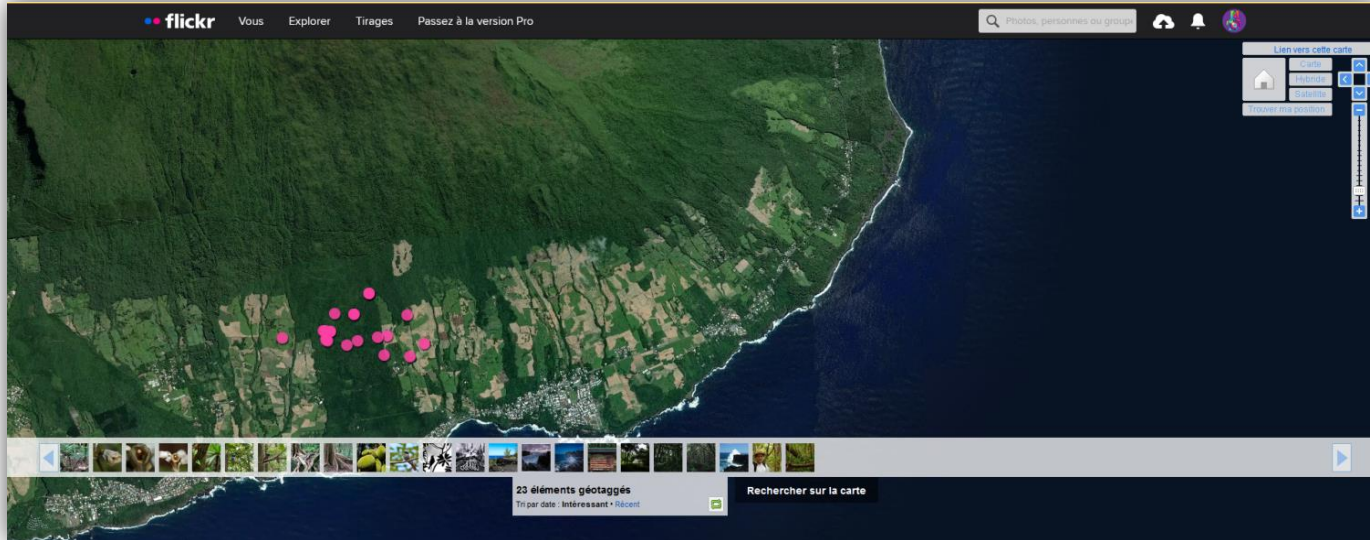 flickr Vous Explorer Tirages Passez à la version Pro Photos, personnes ou groupe
Lien vers cette carte
Carte
Hybride
Satellite
Trouver ma position
23 éléments géotaggés
Tri par date : Intéressant • Récent
Rechercher sur la carte